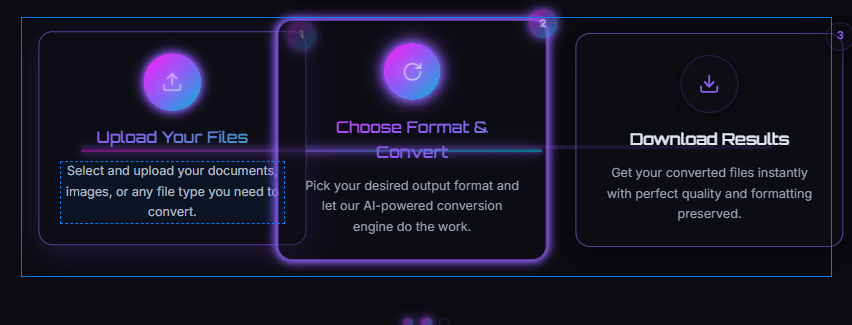 1
Upload Your Files
Select and upload your documents,
images, or any file type you need to
convert.
2
Choose Format &
Convert
Pick your desired output format and
let our AI-powered conversion
engine do the work.
3
Download Results
Get your converted files instantly
with perfect quality and formatting
preserved.